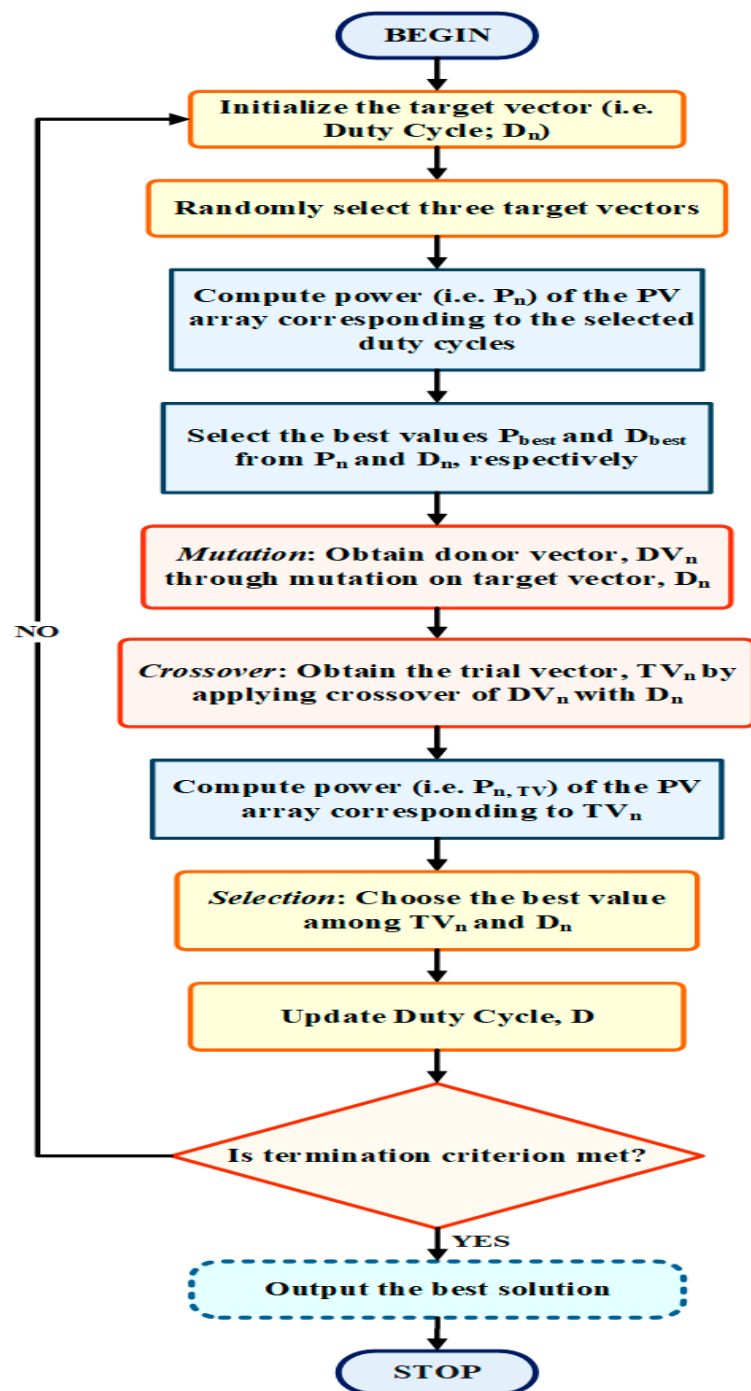 BEGIN
Initialize the target vector (i.e.
Duty Cycle; Dₙ)
Randomly select three target vectors
Compute power (i.e. Pₙ) of the PV
array corresponding to the selected
duty cycles
Select the best values P_best and D_best
from Pₙ and Dₙ, respectively
Mutation: Obtain donor vector, DVₙ
through mutation on target vector, Dₙ
NO
Crossover: Obtain the trial vector, TVₙ by
applying crossover of DVₙ with Dₙ
Compute power (i.e. P_n, TV) of the PV
array corresponding to TVₙ
Selection: Choose the best value
among TVₙ and Dₙ
Update Duty Cycle, D
Is termination criterion met?
YES
Output the best solution
STOP